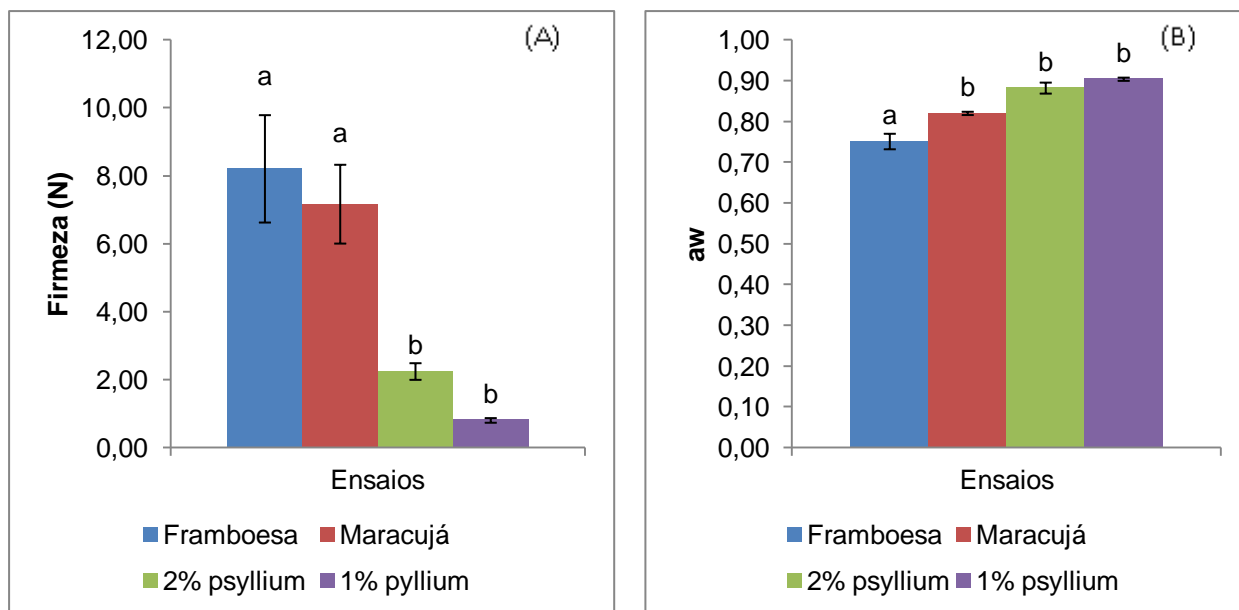 (A)
Firmeza (N)
12,00
10,00
8,00
6,00
4,00
2,00
0,00
a
a
b
b
Ensaios
Framboesa
Maracujá
2% psyllium
1% pyllium
(B)
aw
1,00
0,90
0,80
0,70
0,60
0,50
0,40
0,30
0,20
0,10
0,00
a
b
b
b
Ensaios
Framboesa
Maracujá
2% psyllium
1% psyllium